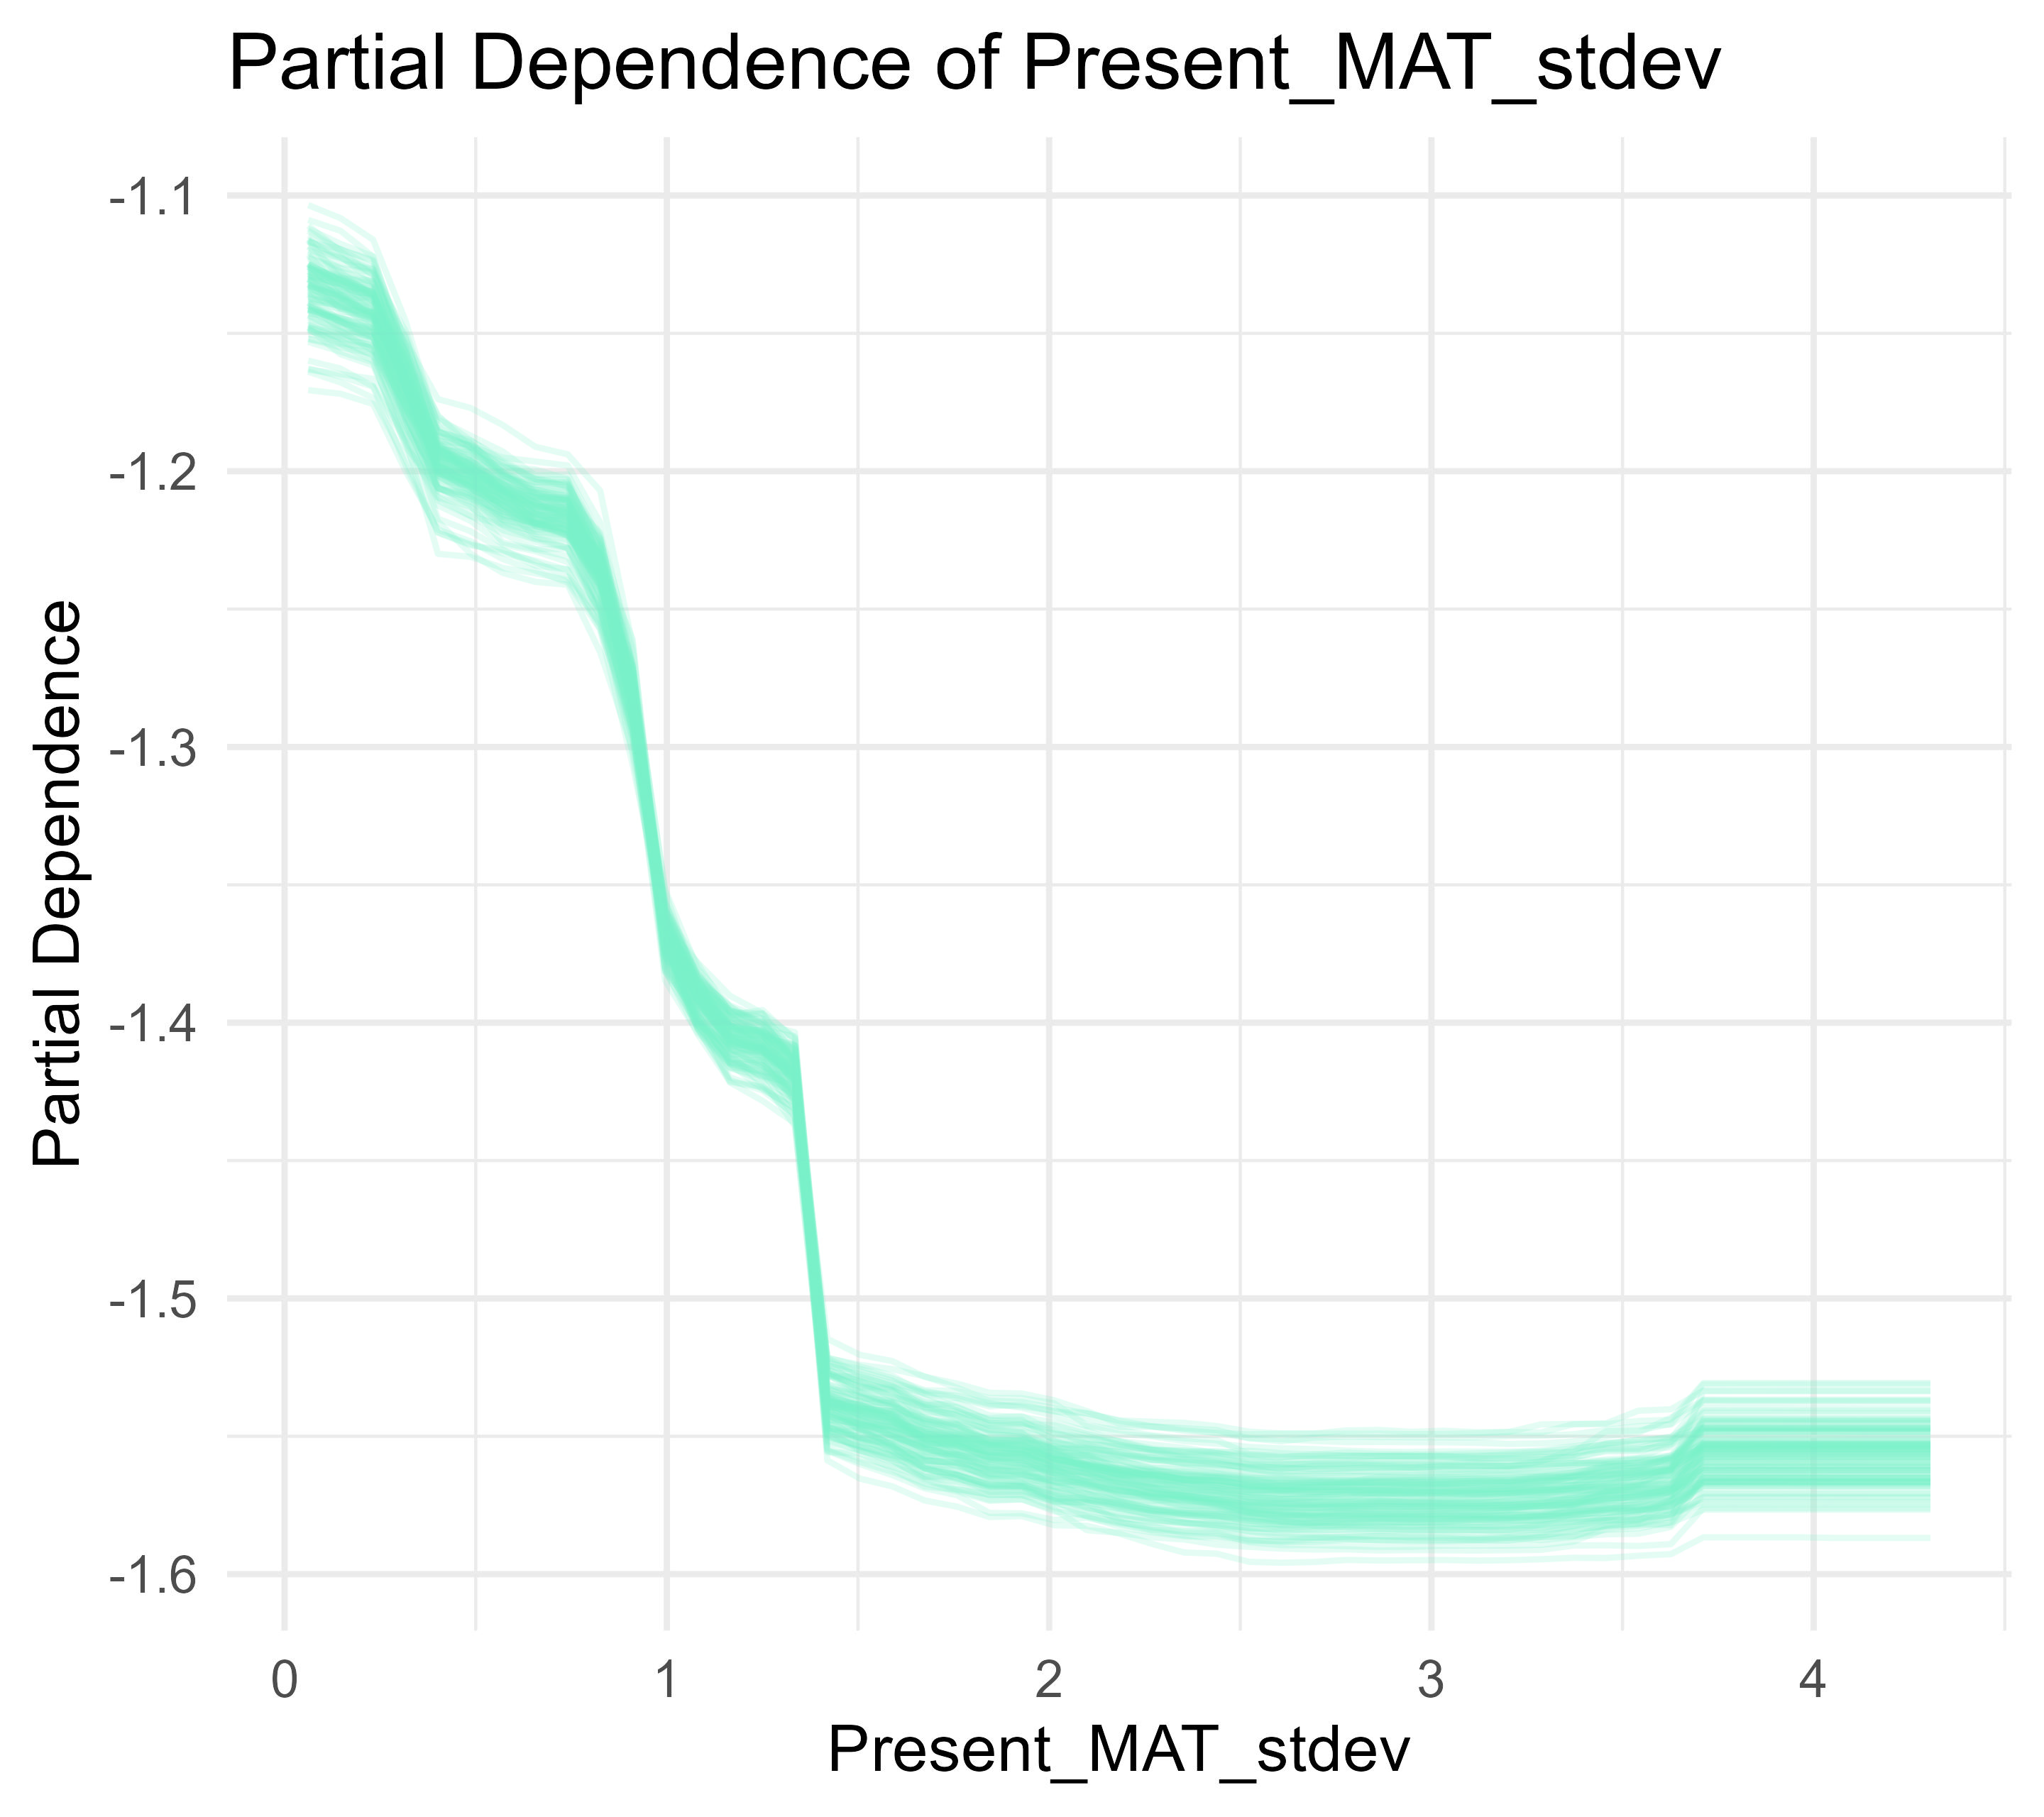 Partial Dependence of Present_MAT_stdev
Partial Dependence
-1.1
-1.2
-1.3
-1.4
-1.5
-1.6
0 1 2 3 4
Present_MAT_stdev